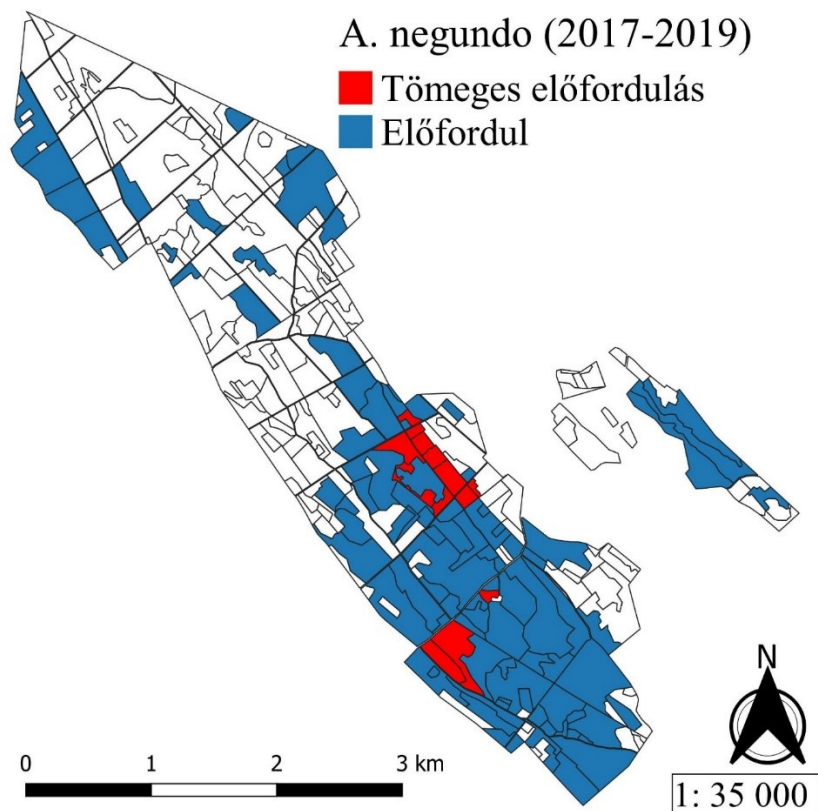 A. negundo (2017-2019)
Tömeges előfordulás
Előfordul
N
0 1 2 3 km
1: 35 000